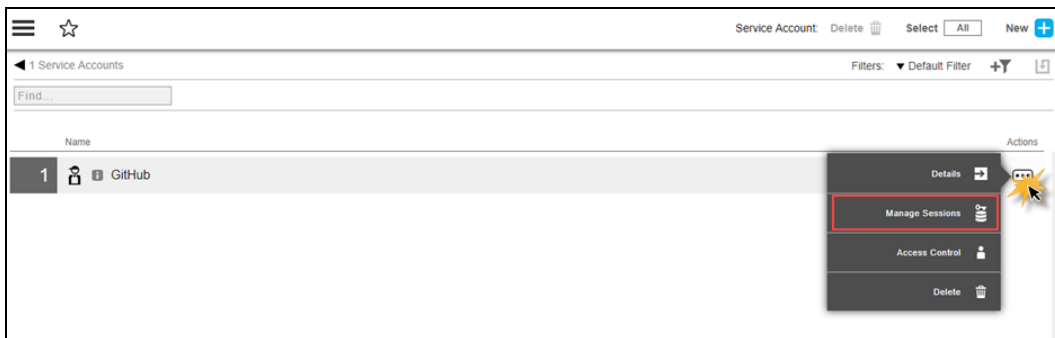 Service Account: Delete Select All New
1 Service Accounts Filters: Default Filter
Find...
Name Actions
1 GitHub
Details
Manage Sessions
Access Control
Delete